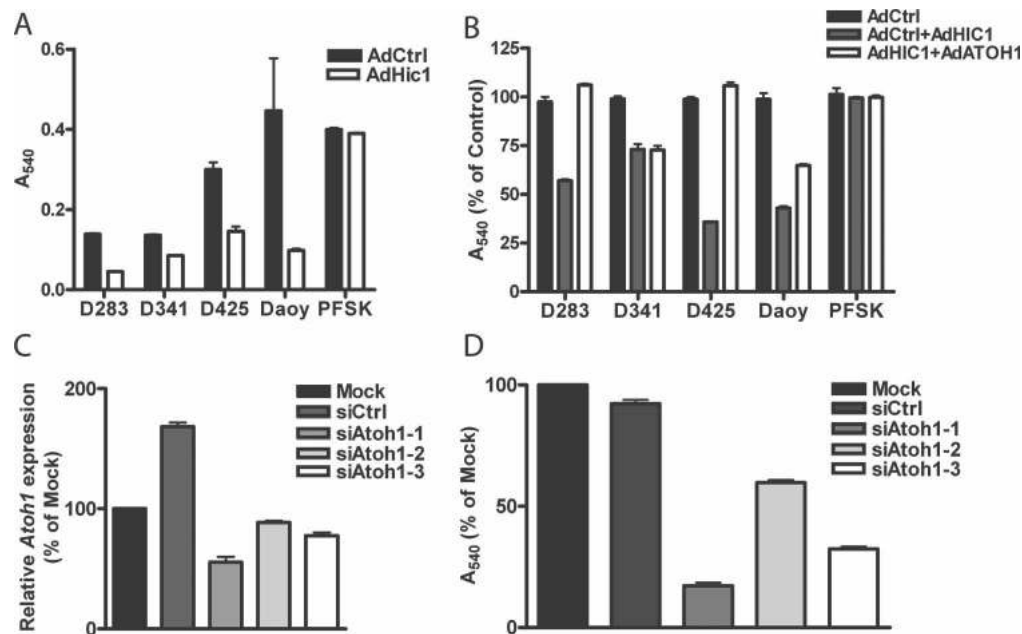 A
AdCtrl
AdHic1
0.6
0.4
0.2
0.0
A540
D283 D341 D425 Daoy PFSK
B
AdCtrl
AdCtrl+AdHIC1
AdHIC1+AdATOH1
125
100
75
50
25
0
A540 (% of Control)
D283 D341 D425 Daoy PFSK
C
Mock
siCtrl
siAtoh1-1
siAtoh1-2
siAtoh1-3
200
100
0
Relative Atoh1 expression
(% of Mock)
D
Mock
siCtrl
siAtoh1-1
siAtoh1-2
siAtoh1-3
100
50
0
A540 (% of Mock)